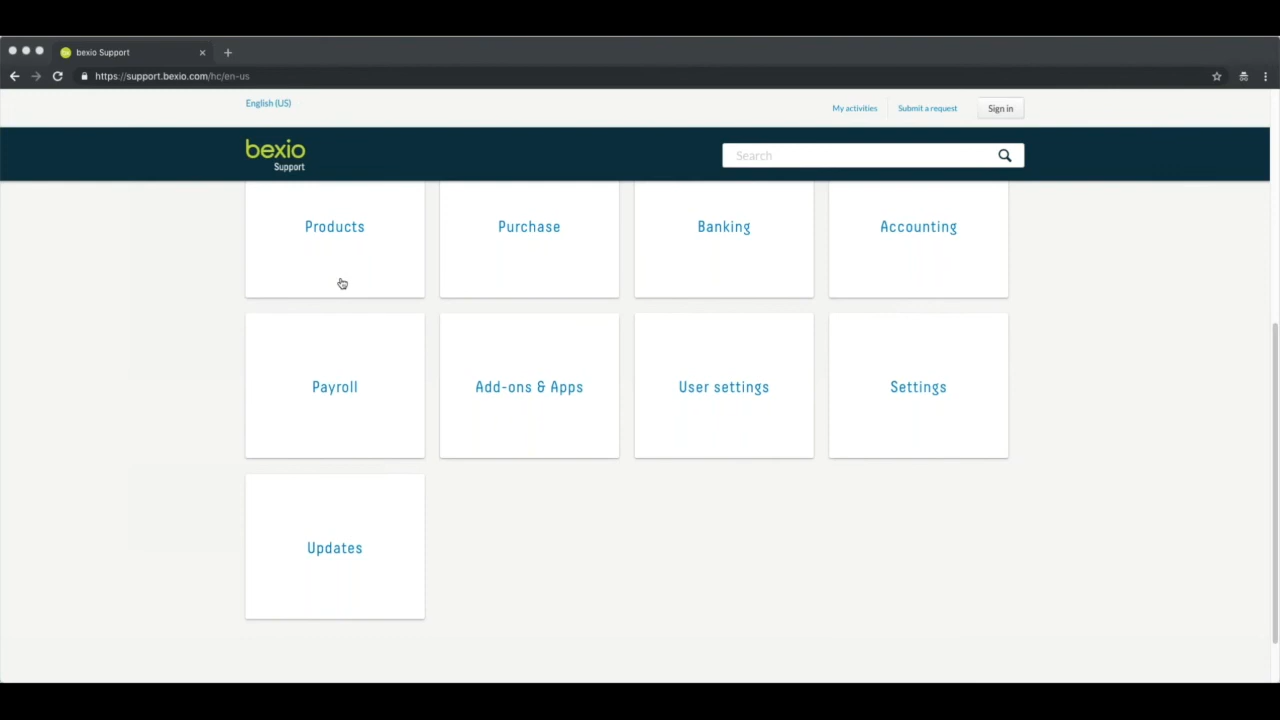 bexio Support
https://support.bexio.com/hc/en-us
English (US)
My activities
Submit a request
Sign in
bexio
Support
Search
Products
Purchase
Banking
Accounting
Payroll
Add-ons & Apps
User settings
Settings
Updates